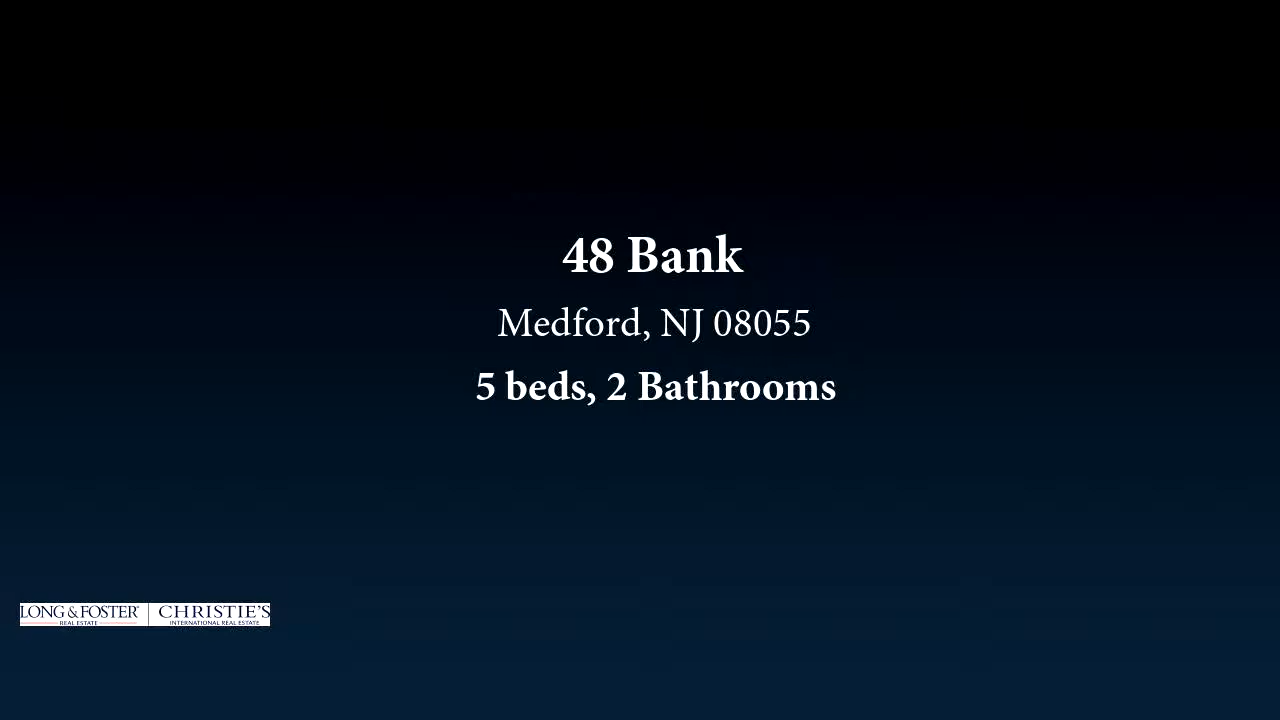 48 Bank
Medford, NJ 08055
5 beds, 2 Bathrooms
LONG & FOSTER
REAL ESTATE
CHRISTIE'S
INTERNATIONAL REAL ESTATE